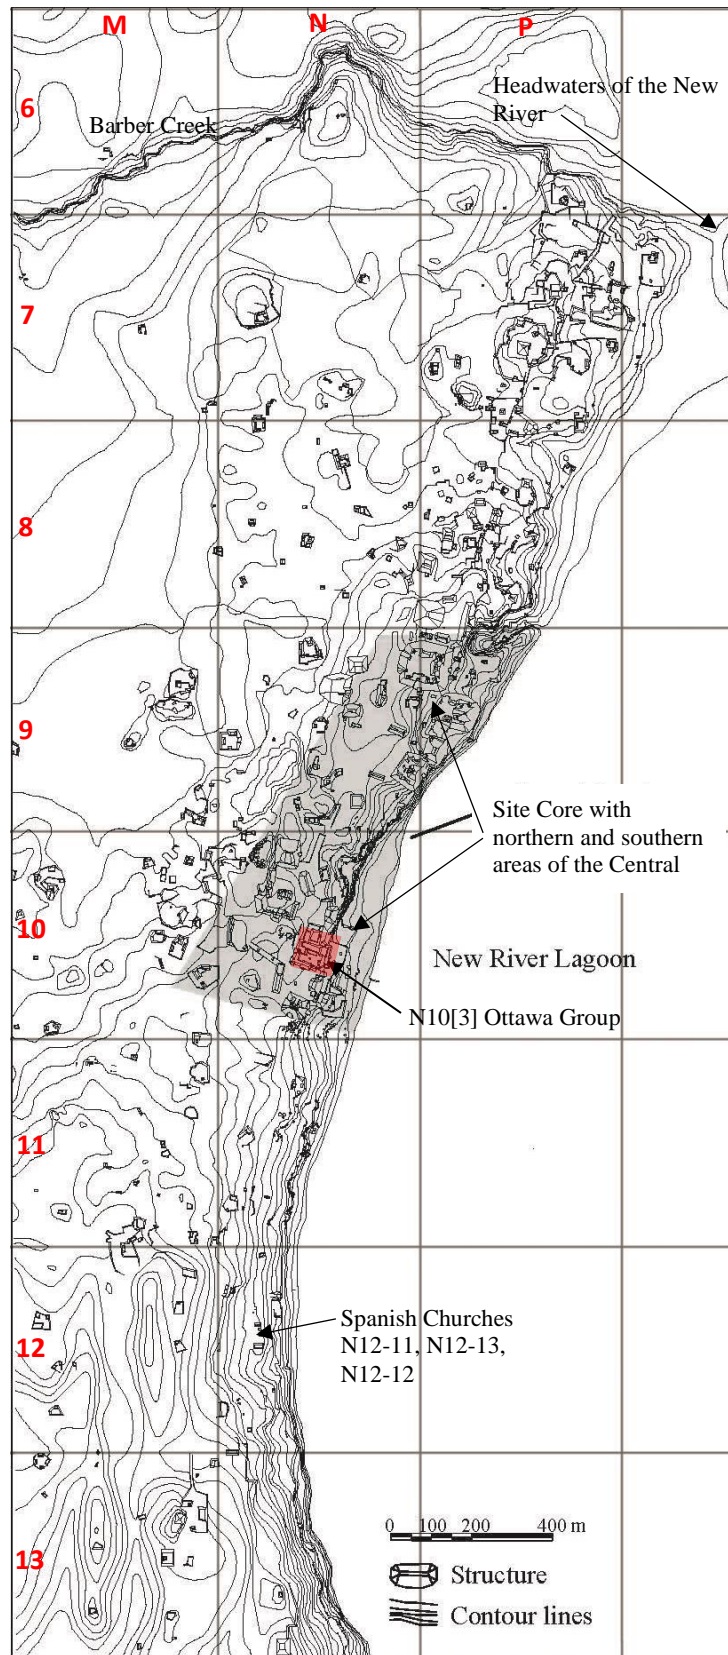 M N P
6
Headwaters of the New
River
Barber Creek
7
8
9
Site Core with
northern and southern
areas of the Central
10
New River Lagoon
N10[3] Ottawa Group
11
Spanish Churches
N12-11, N12-13,
N12-12
12
0 100 200 400 m
Structure
Contour lines
13